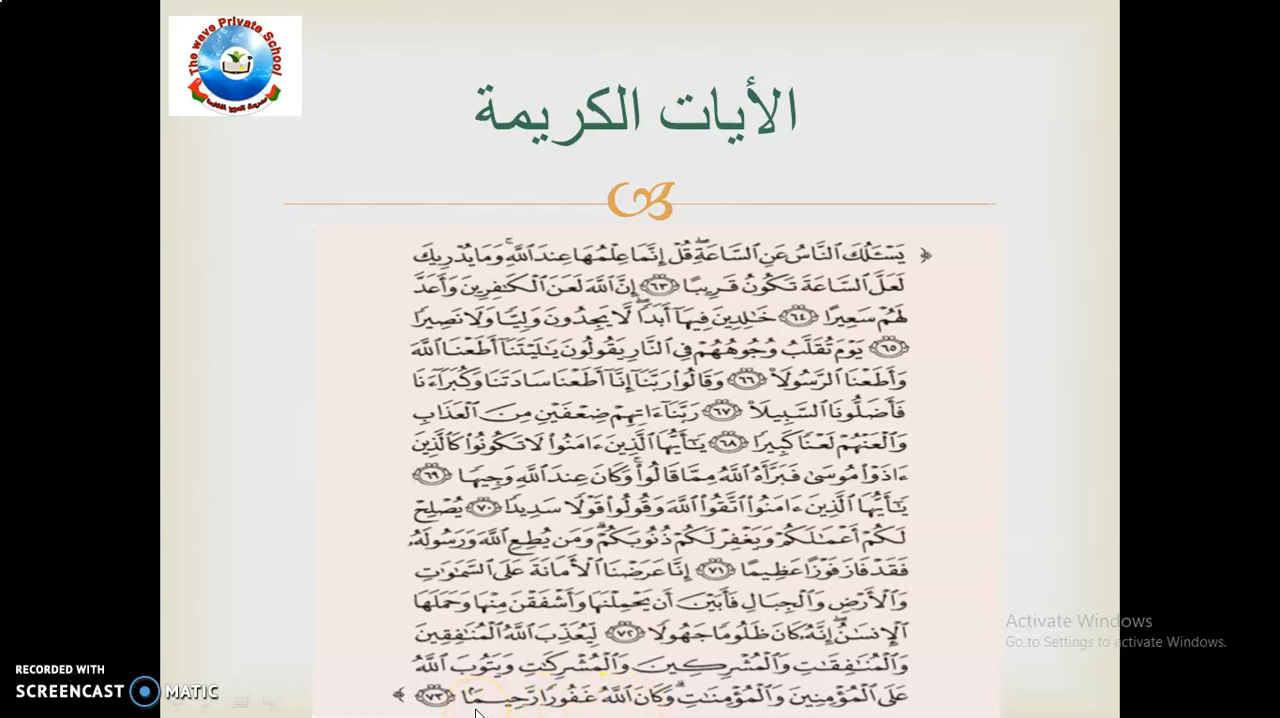 The wave Private School
الأيات الكريمة
﴿ يَسْـَٔلُكَ ٱلنَّاسُ عَنِ ٱلسَّاعَةِۖ قُلْ إِنَّمَا عِلْمُهَا عِندَ ٱللَّهِۚ وَمَا يُدْرِيكَ
لَعَلَّ ٱلسَّاعَةَ تَكُونُ قَرِيبًا ٦٣ إِنَّ ٱللَّهَ لَعَنَ ٱلْكَٰفِرِينَ وَأَعَدَّ
لَهُمْ سَعِيرًا ٦٤ خَٰلِدِينَ فِيهَآ أَبَدًاۖ لَّا يَجِدُونَ وَلِيًّا وَلَا نَصِيرًا
٦٥ يَوْمَ تُقَلَّبُ وُجُوهُهُمْ فِى ٱلنَّارِ يَقُولُونَ يَٰلَيْتَنَآ أَطَعْنَا ٱللَّهَ
وَأَطَعْنَا ٱلرَّسُولَا۠ ٦٦ وَقَالُوا۟ رَبَّنَآ إِنَّآ أَطَعْنَا سَادَتَنَا وَكُبَرَآءَنَا
فَأَضَلُّونَا ٱلسَّبِيلَا۠ ٦٧ رَبَّنَآ ءَاتِهِمْ ضِعْفَيْنِ مِنَ ٱلْعَذَابِ
وَٱلْعَنْهُمْ لَعْنًا كَبِيرًا ٦٨ يَٰٓأَيُّهَا ٱلَّذِينَ ءَامَنُوا۟ لَا تَكُونُوا۟ كَٱلَّذِينَ
ءَاذَوْا۟ مُوسَىٰ فَبَرَّأَهُ ٱللَّهُ مِمَّا قَالُوا۟ۚ وَكَانَ عِندَ ٱللَّهِ وَجِيهًا ٦٩
يَٰٓأَيُّهَا ٱلَّذِينَ ءَامَنُوا۟ ٱتَّقُوا۟ ٱللَّهَ وَقُولُوا۟ قَوْلًا سَدِيدًا ٧٠ يُصْلِحْ
لَكُمْ أَعْمَٰلَكُمْ وَيَغْفِرْ لَكُمْ ذُنُوبَكُمْۗ وَمَن يُطِعِ ٱللَّهَ وَرَسُولَهُۥ
فَقَدْ فَازَ فَوْزًا عَظِيمًا ٧١ إِنَّا عَرَضْنَا ٱلْأَمَانَةَ عَلَى ٱلسَّمَٰوَٰتِ
وَٱلْأَرْضِ وَٱلْجِبَالِ فَأَبَيْنَ أَن يَحْمِلْنَهَا وَأَشْفَقْنَ مِنْهَا وَحَمَلَهَا
ٱلْإِنسَٰنُۖ إِنَّهُۥ كَانَ ظَلُومًا جَهُولًا ٧٢ لِّيُعَذِّبَ ٱللَّهُ ٱلْمُنَٰفِقِينَ
وَٱلْمُنَٰفِقَٰتِ وَٱلْمُشْرِكِينَ وَٱلْمُشْرِكَٰتِ وَيَتُوبَ ٱللَّهُ
عَلَى ٱلْمُؤْمِنِينَ وَٱلْمُؤْمِنَٰتِۗ وَكَانَ ٱللَّهُ غَفُورًا رَّحِيمًا ٧٣ ﴾
Activate Windows
Go to Settings to activate Windows.
RECORDED WITH
SCREENCAST MATIC